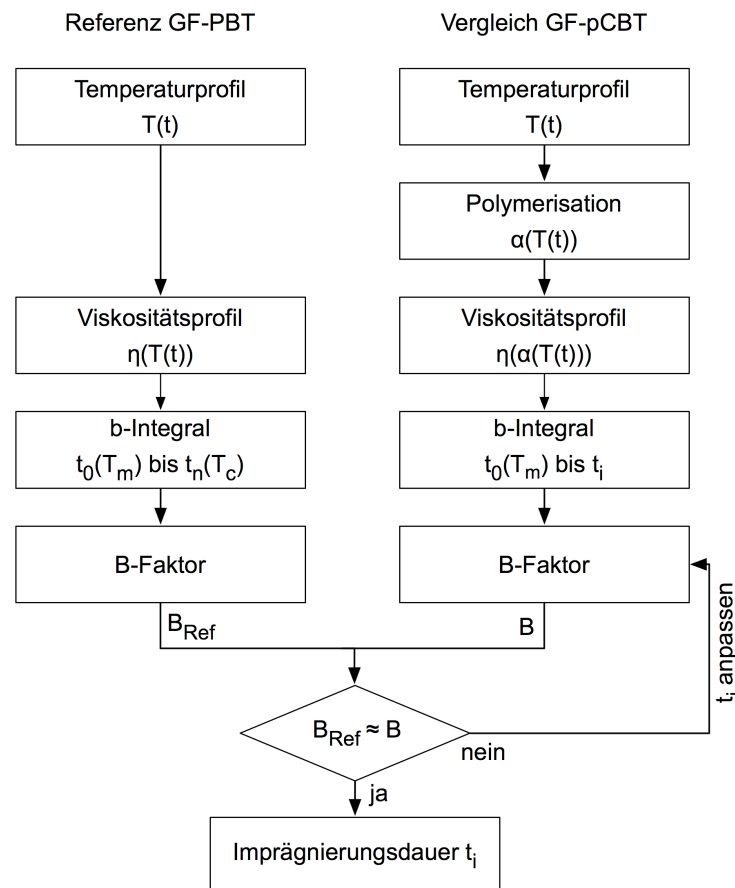 Referenz GF-PBT
Temperaturprofil
T(t)
Viskositätsprofil
η(T(t))
b-Integral
t0(Tm) bis tn(Tc)
B-Faktor
BRef
Vergleich GF-pCBT
Temperaturprofil
T(t)
Polymerisation
α(T(t))
Viskositätsprofil
η(α(T(t)))
b-Integral
t0(Tm) bis ti
B-Faktor
B
BRef ≈ B
nein
ti anpassen
ja
Imprägnierungsdauer ti